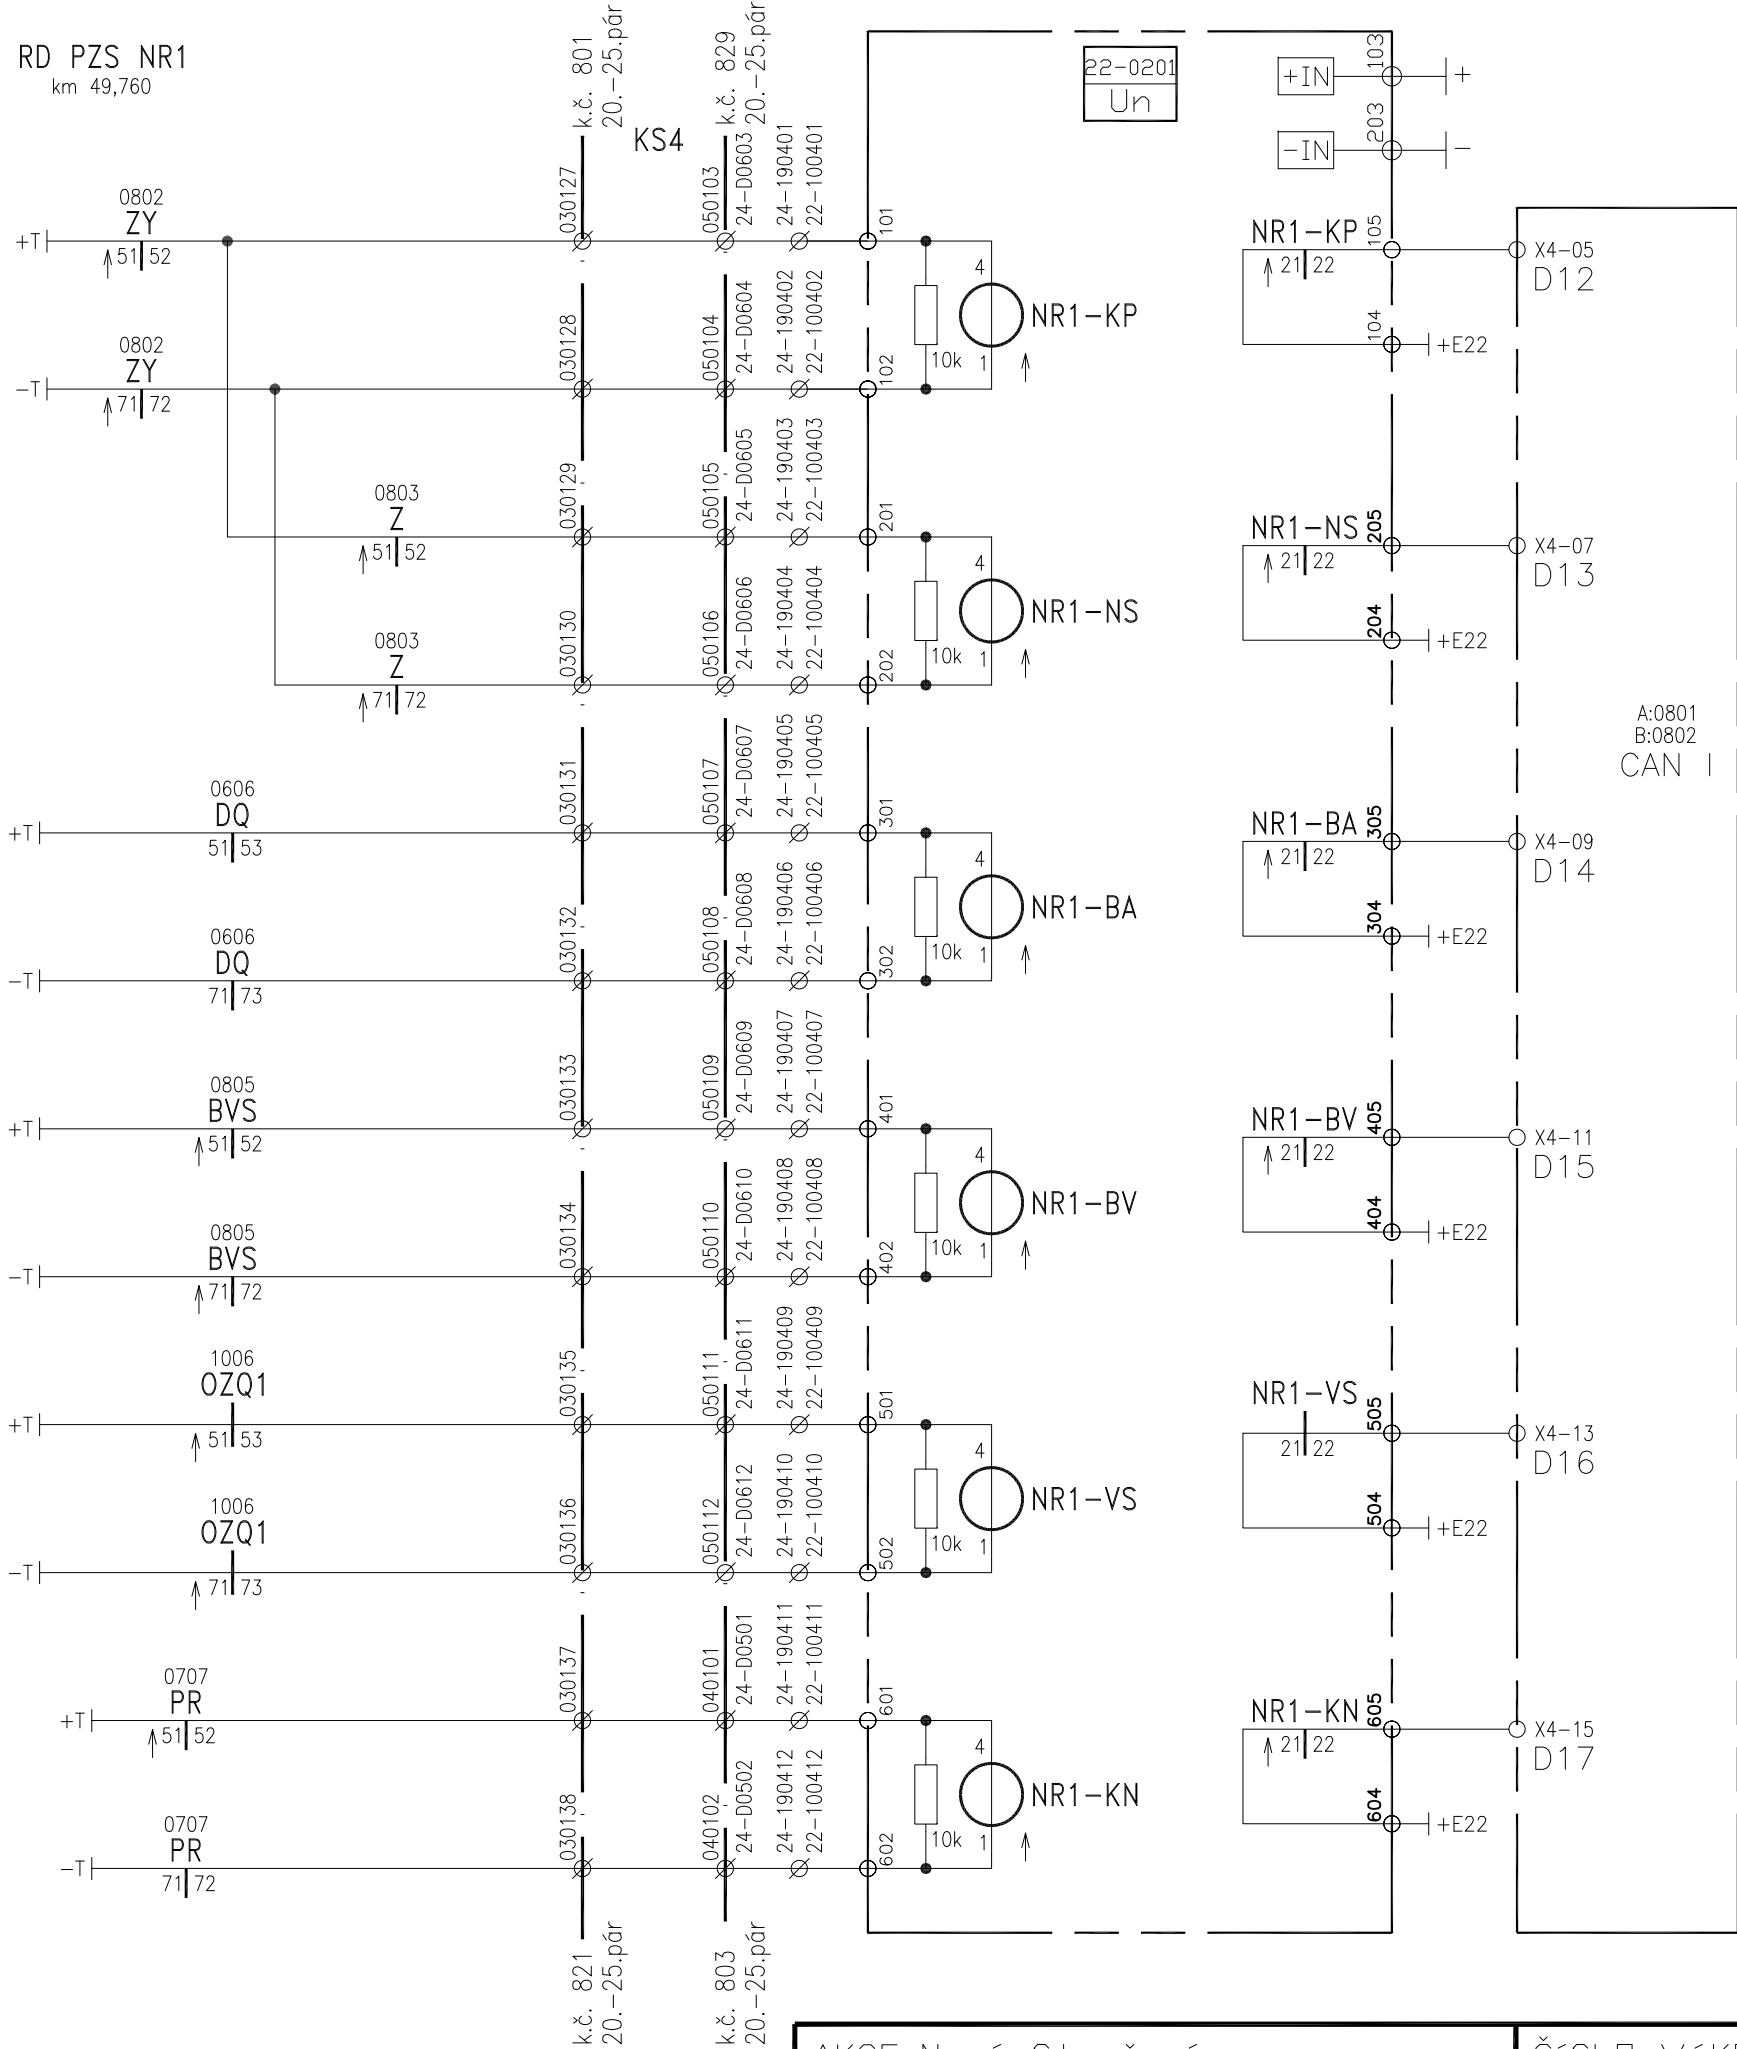 RD PZS NR1
km 49,760
k.č. 801
20.-25.pár
KS4
k.č. 829
20.-25.pár
22-0201
Un
+IN
103
+
-IN
203
-
0802
ZY
+T
51 52
030127
050103
24-D0603
24-190401
22-100401
101
4
10k
1
NR1-KP
NR1-KP
21 22
105
X4-05
D12
104
+E22
0802
ZY
-T
71 72
030128
050104
24-D0604
24-190402
22-100402
102
0803
Z
51 52
030129
050105
24-D0605
24-190403
22-100403
201
4
10k
1
NR1-NS
NR1-NS
21 22
205
X4-07
D13
204
+E22
0803
Z
71 72
030130
050106
24-D0606
24-190404
22-100404
202
A:0801
B:0802
CAN I
0606
DQ
+T
51 53
030131
050107
24-D0607
24-190405
22-100405
301
4
10k
1
NR1-BA
NR1-BA
21 22
305
X4-09
D14
304
+E22
0606
DQ
-T
71 73
030132
050108
24-D0608
24-190406
22-100406
302
0805
BVS
+T
51 52
030133
050109
24-D0609
24-190407
22-100407
401
4
10k
1
NR1-BV
NR1-BV
21 22
405
X4-11
D15
404
+E22
0805
BVS
-T
71 72
030134
050110
24-D0610
24-190408
22-100408
402
1006
OZQ1
+T
51 53
030135
050111
24-D0611
24-190409
22-100409
501
4
10k
1
NR1-VS
NR1-VS
21 22
505
X4-13
D16
504
+E22
1006
OZQ1
-T
71 73
030136
050112
24-D0612
24-190410
22-100410
502
0707
PR
+T
51 52
030137
040101
24-D0501
24-190411
22-100411
601
4
10k
1
NR1-KN
NR1-KN
21 22
605
X4-15
D17
604
+E22
0707
PR
-T
71 72
030138
040102
24-D0502
24-190412
22-100412
602
k.č. 821
20.-25.pár
k.č. 803
20.-25.pár